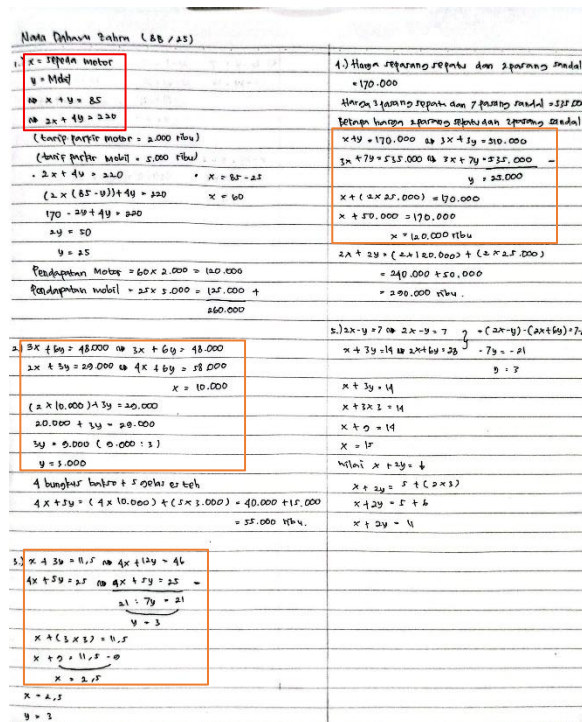 Nama Dahayu Zahra (8B / 25)
1.) x = sepeda motor
y = Mobil
⇒ x + y = 85
⇒ 2x + 4y = 220
(tarif parkir motor = 2.000 ribu)
(tarif parkir mobil = 5.000 ribu)
• 2x + 4y = 220 • x = 85 - 25
(2 x (85 - y)) + 4y = 220 x = 60
170 - 2y + 4y = 220
2y = 50
y = 25
Pendapatan Motor = 60 x 2.000 = 120.000
Pendapatan mobil = 25 x 5.000 = 125.000 +
260.000
2.) 3x + 6y = 48.000 ⇒ 3x + 6y = 48.000
2x + 3y = 29.000 ⇒ 4x + 6y = 58.000
x = 10.000
(2 x 10.000) + 3y = 29.000
20.000 + 3y = 29.000
3y = 9.000 (9.000 : 3)
y = 3.000
4 bungkus bakso + 5 gelas es teh
4x + 5y = (4 x 10.000) + (5 x 3.000) = 40.000 + 15.000
= 55.000 ribu.
3.) x + 3y = 11,5 ⇒ 4x + 12y = 46
4x + 5y = 25 ⇒ 4x + 5y = 25 -
21 : 7y = 21
y = 3
x + (3 x 3) = 11,5
x + 9 = 11,5 - 9
x = 2,5
x = 2,5
y = 3
4.) Harga sepasang sepatu dan 2 pasang sandal
= 170.000
Harga 3 pasang sepatu dan 7 pasang sandal = 535.00
Berapa harga 2 pasang sepatu dan 2 pasang sandal
x + y = 170.000 ⇒ 3x + 3y = 510.000
3x + 7y = 535.000 ⇒ 3x + 7y = 535.000 -
y = 25.000
x + (2 x 25.000) = 170.000
x + 50.000 = 170.000
x = 120.000 ribu
2x + 2y = (2 x 120.000) + (2 x 25.000)
= 240.000 + 50.000
= 290.000 ribu.
5.) 2x - y = 7 ⇒ 2x - y = 7 } = (2x - y) - (2x + 6y) = 7 -
x + 3y = 14 ⇒ 2x + 6y = 28 - 7y = - 21
y = 3
x + 3y = 14
x + 3 x 3 = 14
x + 9 = 14
x = 15
nilai x + 2y = 6
x + 2y = 5 + (2 x 3)
x + 2y = 5 + 6
x + 2y = 11